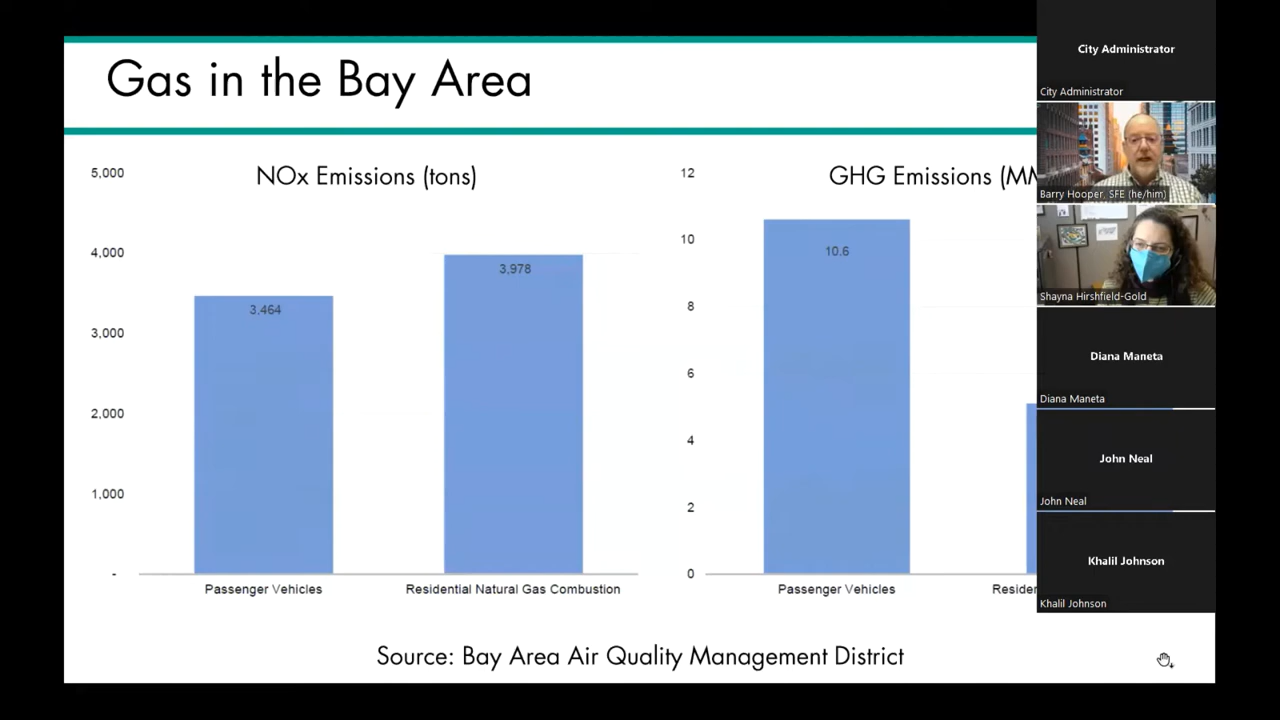 Gas in the Bay Area
NOx Emissions (tons)
5,000
4,000
3,000
2,000
1,000
-
3.464
3,978
Passenger Vehicles
Residential Natural Gas Combustion
GHG Emissions (MM
12
10
8
6
4
2
0
10.6
Passenger Vehicles
Residen
Source: Bay Area Air Quality Management District
City Administrator
City Administrator
Barry Hooper, SFE (he/him)
Shayna Hirshfield-Gold
Diana Maneta
Diana Maneta
John Neal
John Neal
Khalil Johnson
Khalil Johnson